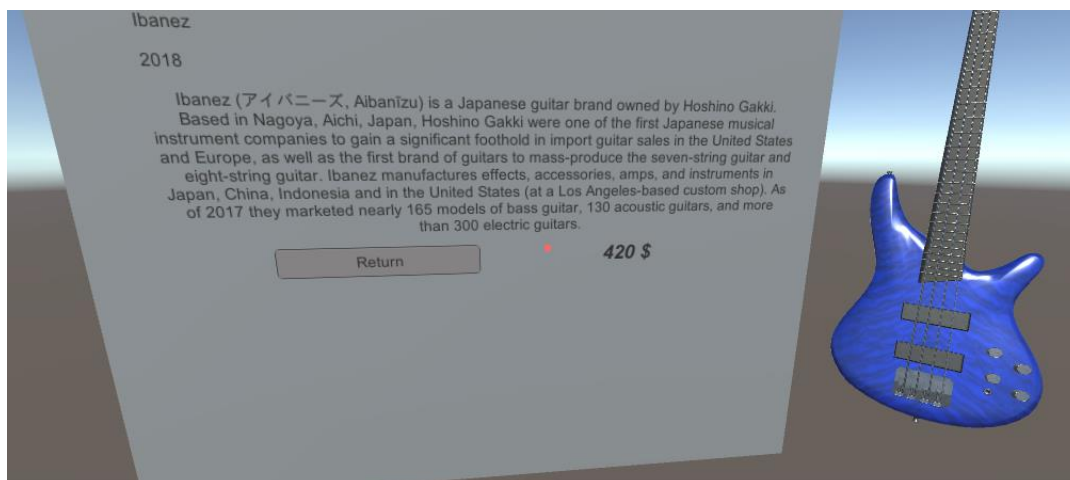 Ibanez
2018
Ibanez (アイバニーズ, Aibanīzu) is a Japanese guitar brand owned by Hoshino Gakki.
Based in Nagoya, Aichi, Japan, Hoshino Gakki were one of the first Japanese musical
instrument companies to gain a significant foothold in import guitar sales in the United States
and Europe, as well as the first brand of guitars to mass-produce the seven-string guitar and
eight-string guitar. Ibanez manufactures effects, accessories, amps, and instruments in
Japan, China, Indonesia and in the United States (at a Los Angeles-based custom shop). As
of 2017 they marketed nearly 165 models of bass guitar, 130 acoustic guitars, and more
than 300 electric guitars.
Return
420 $